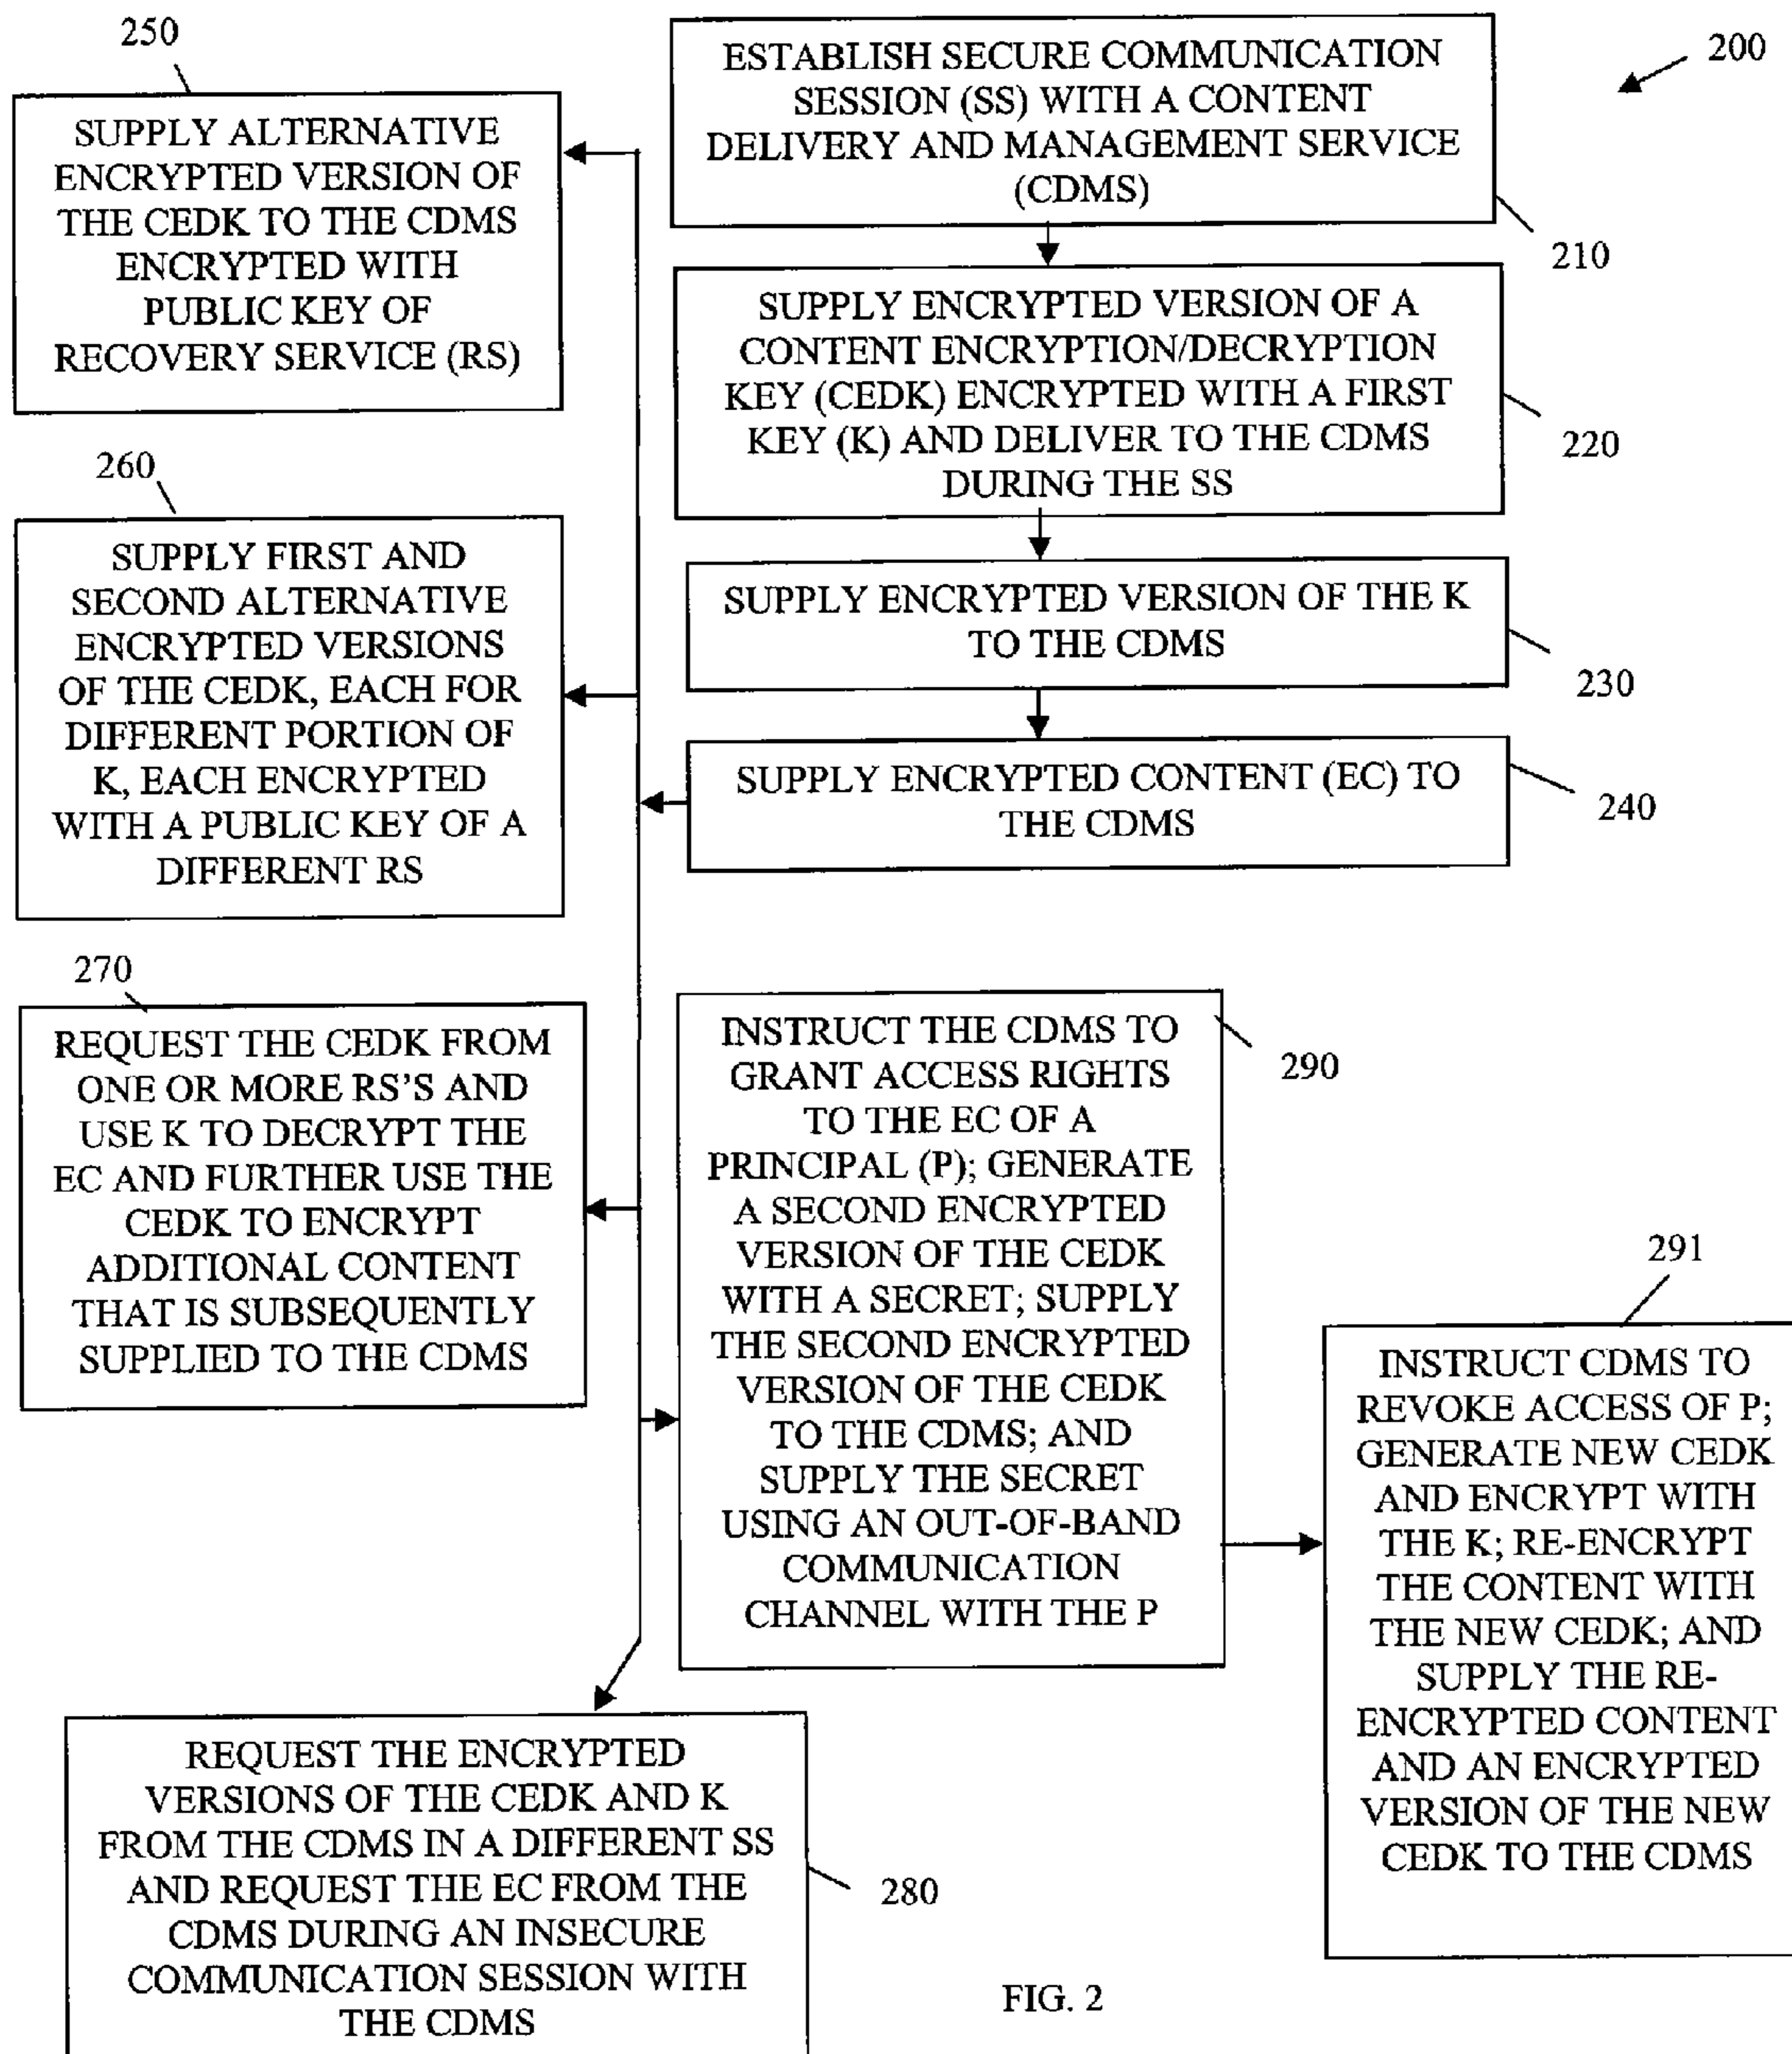 200
ESTABLISH SECURE COMMUNICATION
SESSION (SS) WITH A CONTENT
DELIVERY AND MANAGEMENT SERVICE
(CDMS)
210
SUPPLY ENCRYPTED VERSION OF A
CONTENT ENCRYPTION/DECRYPTION
KEY (CEDK) ENCRYPTED WITH A FIRST
KEY (K) AND DELIVER TO THE CDMS
DURING THE SS
220
SUPPLY ENCRYPTED VERSION OF THE K
TO THE CDMS
230
SUPPLY ENCRYPTED CONTENT (EC) TO
THE CDMS
240
250
SUPPLY ALTERNATIVE
ENCRYPTED VERSION OF
THE CEDK TO THE CDMS
ENCRYPTED WITH
PUBLIC KEY OF
RECOVERY SERVICE (RS)
260
SUPPLY FIRST AND
SECOND ALTERNATIVE
ENCRYPTED VERSIONS
OF THE CEDK, EACH FOR
DIFFERENT PORTION OF
K, EACH ENCRYPTED
WITH A PUBLIC KEY OF A
DIFFERENT RS
270
REQUEST THE CEDK FROM
ONE OR MORE RS'S AND
USE K TO DECRYPT THE
EC AND FURTHER USE THE
CEDK TO ENCRYPT
ADDITIONAL CONTENT
THAT IS SUBSEQUENTLY
SUPPLIED TO THE CDMS
REQUEST THE ENCRYPTED
VERSIONS OF THE CEDK AND K
FROM THE CDMS IN A DIFFERENT SS
AND REQUEST THE EC FROM THE
CDMS DURING AN INSECURE
COMMUNICATION SESSION WITH
THE CDMS
280
INSTRUCT THE CDMS TO
GRANT ACCESS RIGHTS
TO THE EC OF A
PRINCIPAL (P); GENERATE
A SECOND ENCRYPTED
VERSION OF THE CEDK
WITH A SECRET; SUPPLY
THE SECOND ENCRYPTED
VERSION OF THE CEDK
TO THE CDMS; AND
SUPPLY THE SECRET
USING AN OUT-OF-BAND
COMMUNICATION
CHANNEL WITH THE P
290
291
INSTRUCT CDMS TO
REVOKE ACCESS OF P;
GENERATE NEW CEDK
AND ENCRYPT WITH
THE K; RE-ENCRYPT
THE CONTENT WITH
THE NEW CEDK; AND
SUPPLY THE RE-
ENCRYPTED CONTENT
AND AN ENCRYPTED
VERSION OF THE NEW
CEDK TO THE CDMS
FIG. 2